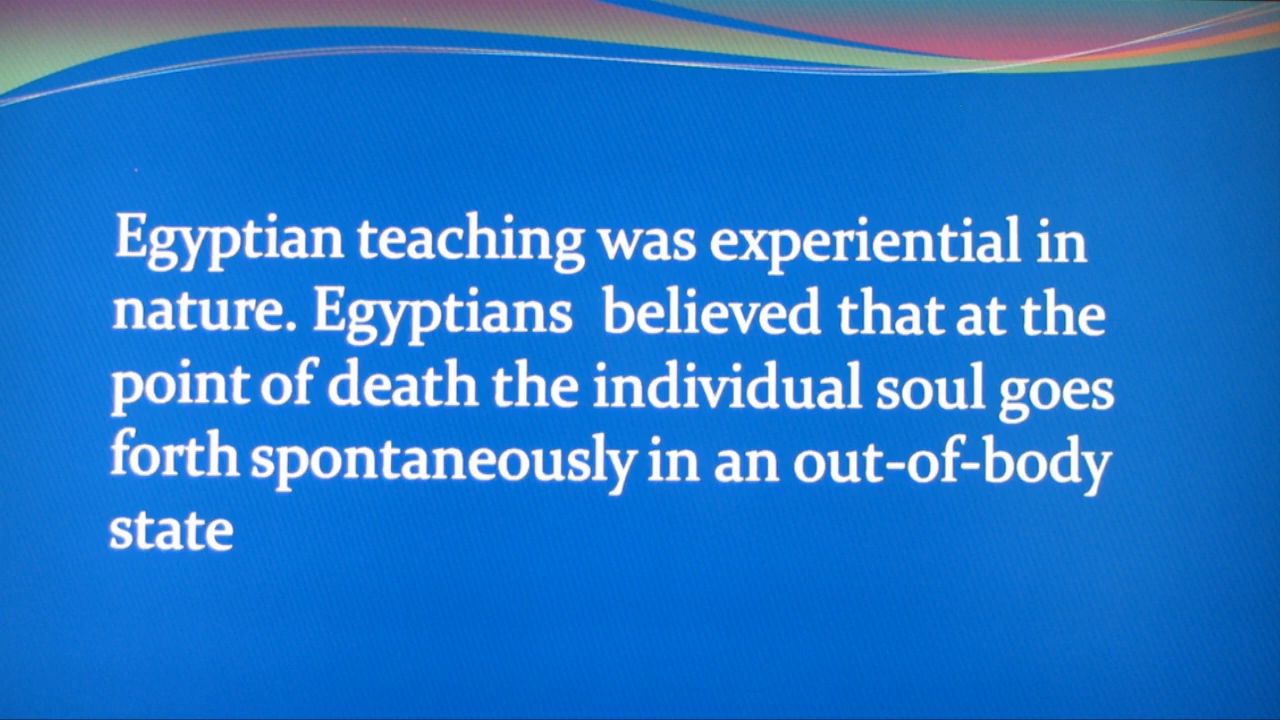 Egyptian teaching was experiential in
nature. Egyptians  believed that at the
point of death the individual soul goes
forth spontaneously in an out-of-body
state